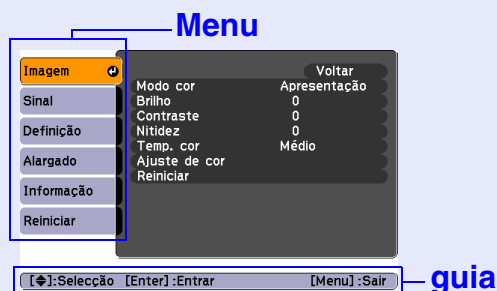 Menu
Imagem
Sinal
Definição
Alargado
Informação
Reiniciar
Voltar
Modo cor Apresentação
Brilho 0
Contraste 0
Nitidez 0
Temp. cor Médio
Ajuste de cor
Reiniciar
[◆]:Selecção [Enter]:Entrar [Menu]:Sair
guia